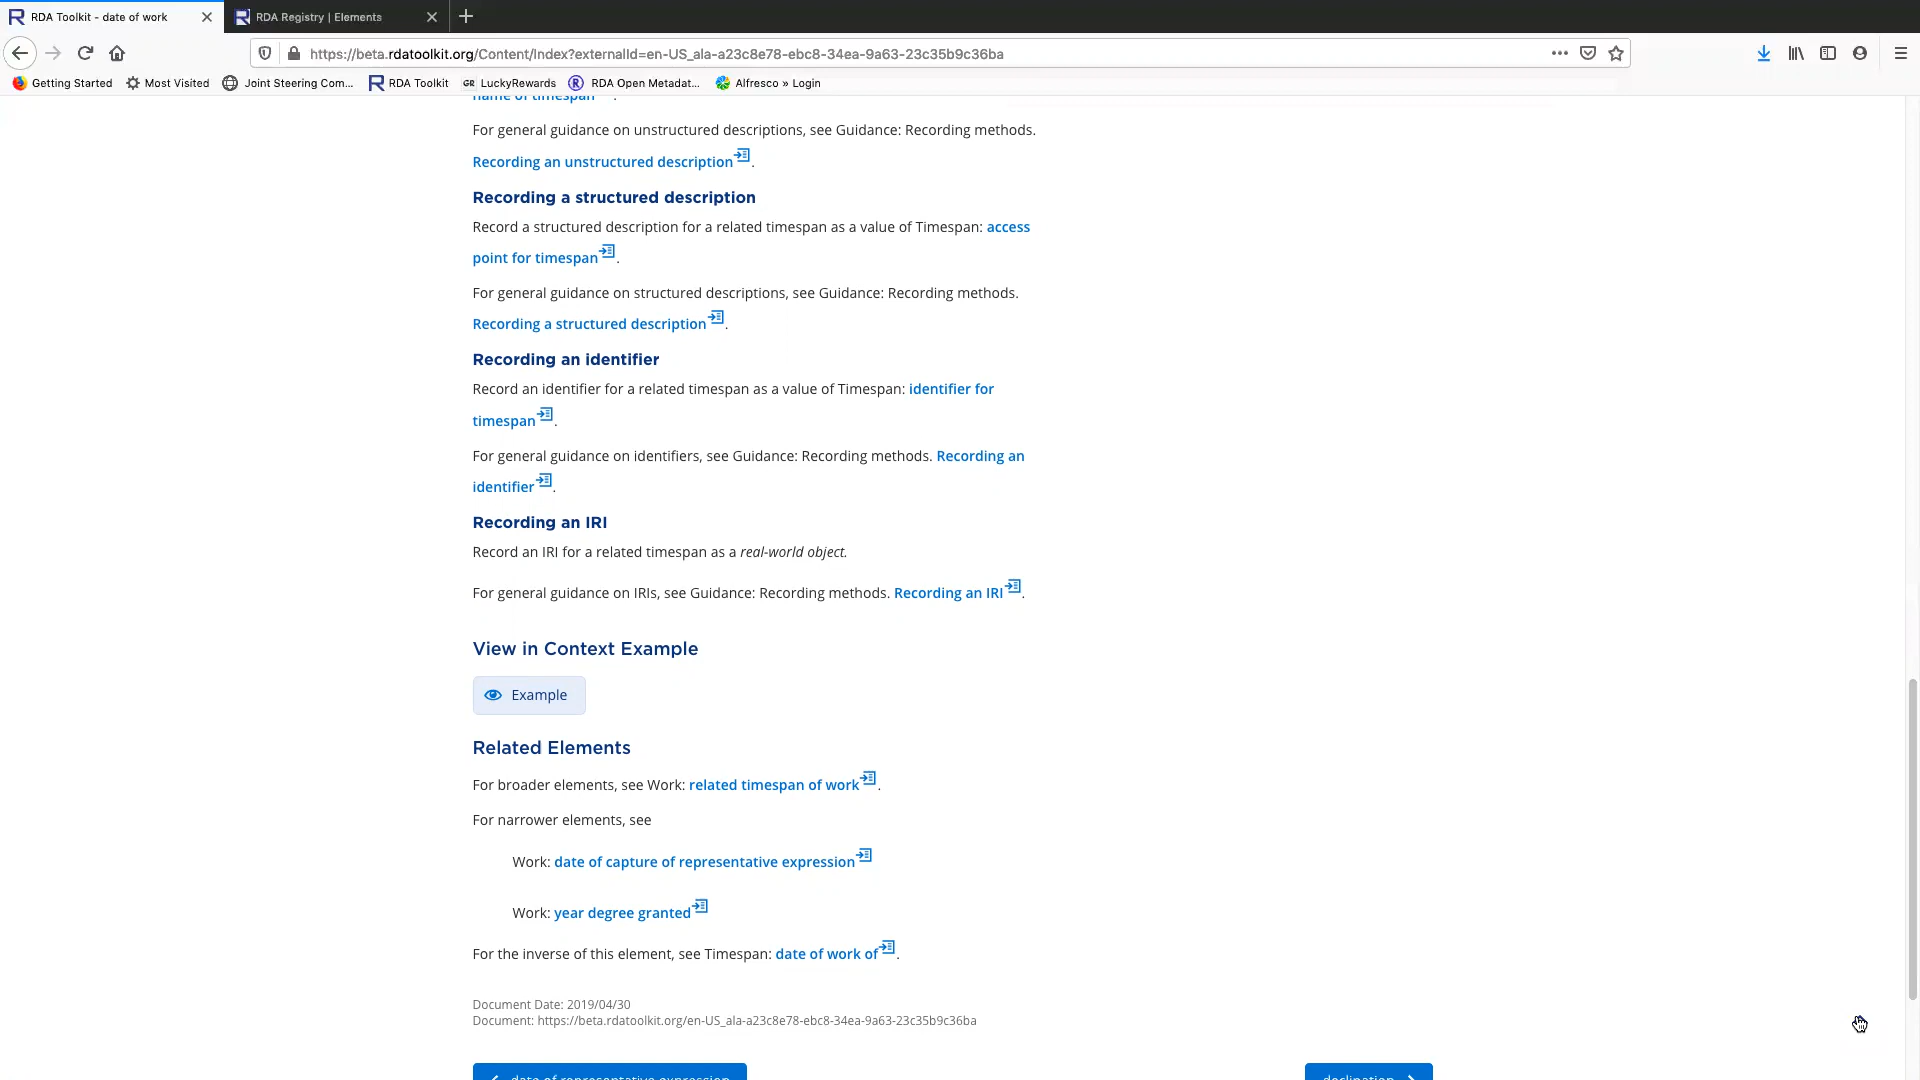 RDA Toolkit - date of work
RDA Registry | Elements
https://beta.rdatoolkit.org/Content/Index?externalId=en-US_ala-a23c8e78-ebc8-34ea-9a63-23c35b9c36ba
Getting Started Most Visited Joint Steering Com... RDA Toolkit LuckyRewards RDA Open Metadat... Alfresco » Login
name of timespan .
For general guidance on unstructured descriptions, see Guidance: Recording methods.
Recording an unstructured description .
Recording a structured description
Record a structured description for a related timespan as a value of Timespan: access
point for timespan .
For general guidance on structured descriptions, see Guidance: Recording methods.
Recording a structured description .
Recording an identifier
Record an identifier for a related timespan as a value of Timespan: identifier for
timespan .
For general guidance on identifiers, see Guidance: Recording methods. Recording an
identifier .
Recording an IRI
Record an IRI for a related timespan as a real-world object.
For general guidance on IRIs, see Guidance: Recording methods. Recording an IRI .
View in Context Example
Example
Related Elements
For broader elements, see Work: related timespan of work .
For narrower elements, see
Work: date of capture of representative expression
Work: year degree granted
For the inverse of this element, see Timespan: date of work of .
Document Date: 2019/04/30
Document: https://beta.rdatoolkit.org/en-US_ala-a23c8e78-ebc8-34ea-9a63-23c35b9c36ba
date of representative expression
declination